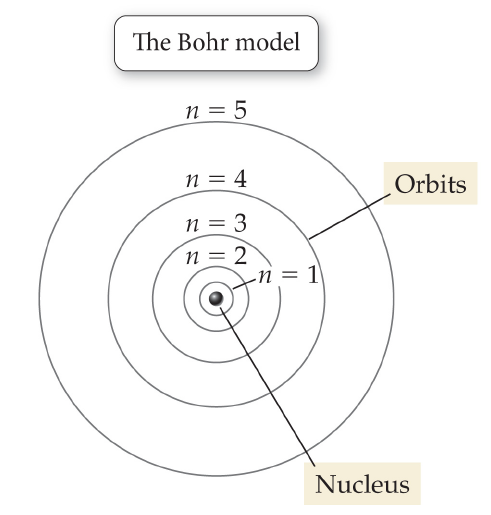 The Bohr model
n = 5
n = 4
Orbits
n = 3
n = 2
n = 1
Nucleus